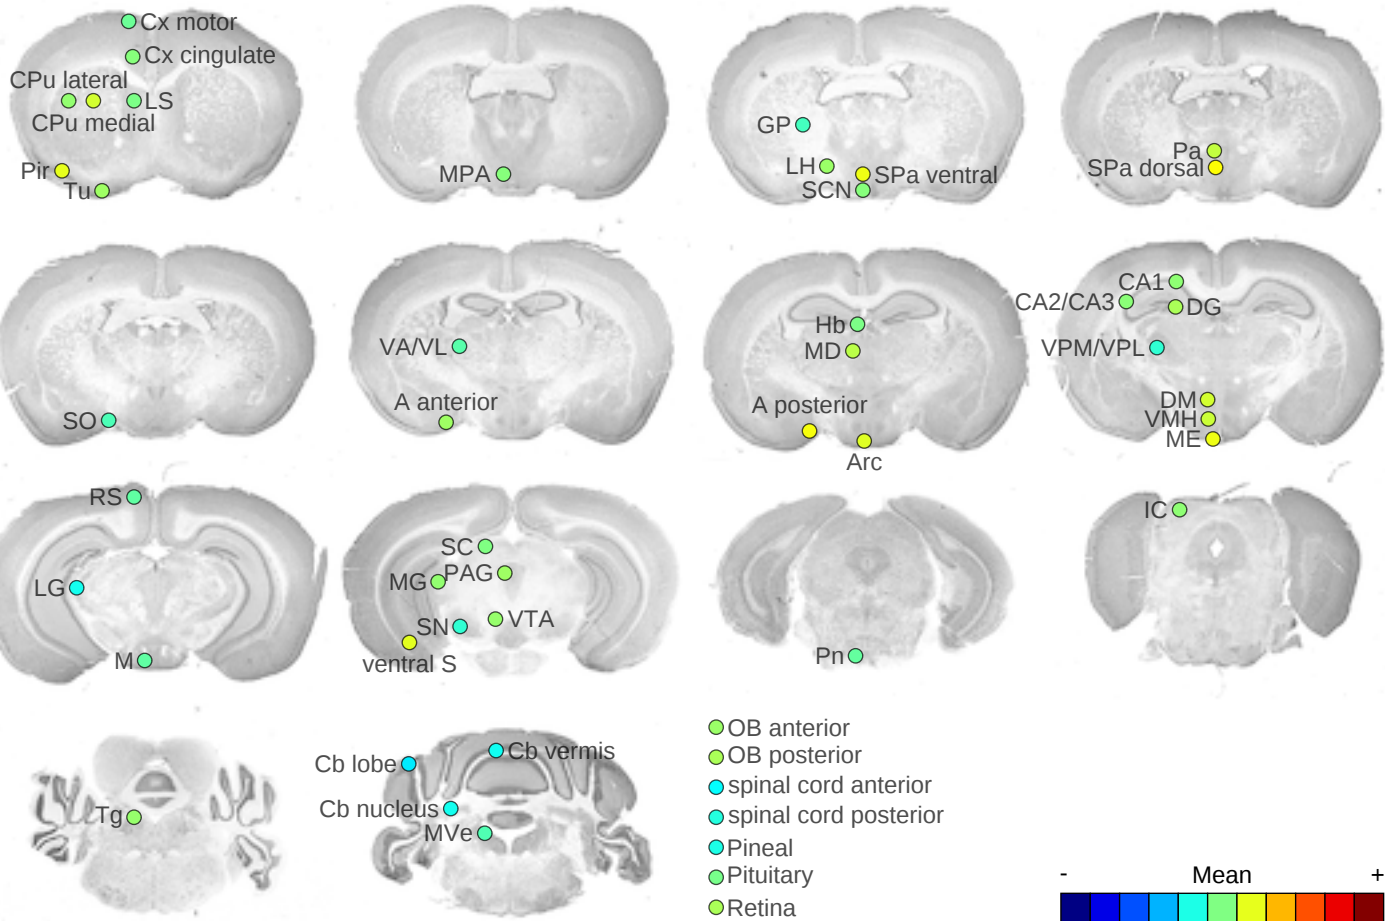 Cx motor
Cx cingulate
CPu lateral
LS
CPu medial
Pir
Tu
MPA
GP
LH
SPa ventral
SCN
Pa
SPa dorsal
SO
VA/VL
A anterior
Hb
MD
A posterior
Arc
CA1
CA2/CA3
DG
VPM/VPL
DM
VMH
ME
RS
LG
M
SC
MG
PAG
SN
VTA
ventral S
Pn
IC
Tg
Cb lobe
Cb vermis
Cb nucleus
MVe
OB anterior
OB posterior
spinal cord anterior
spinal cord posterior
Pineal
Pituitary
Retina
- Mean +